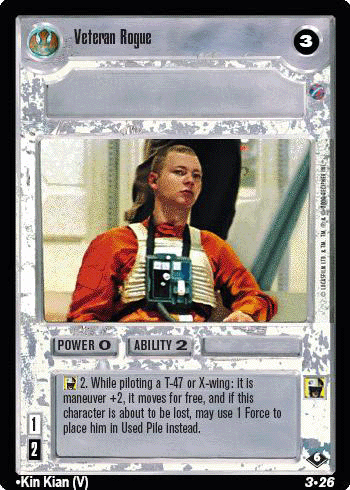 Veteran Rogue
3
POWER 0 ABILITY 2
2. While piloting a T-47 or X-wing: it is
maneuver +2, it moves for free, and if this
character is about to be lost, may use 1 Force to
place him in Used Pile instead.
1
2
6
•Kin Kian (V) 3•26